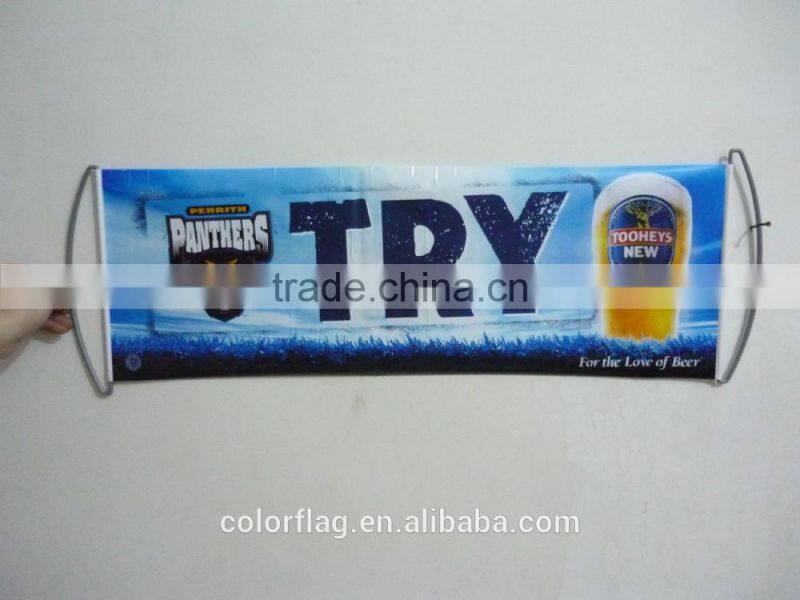 PENRITH
PANTHERS
TRY
TOOHEYS
NEW
trade.china.cn
For the Love of Beer
colorflag.en.alibaba.com